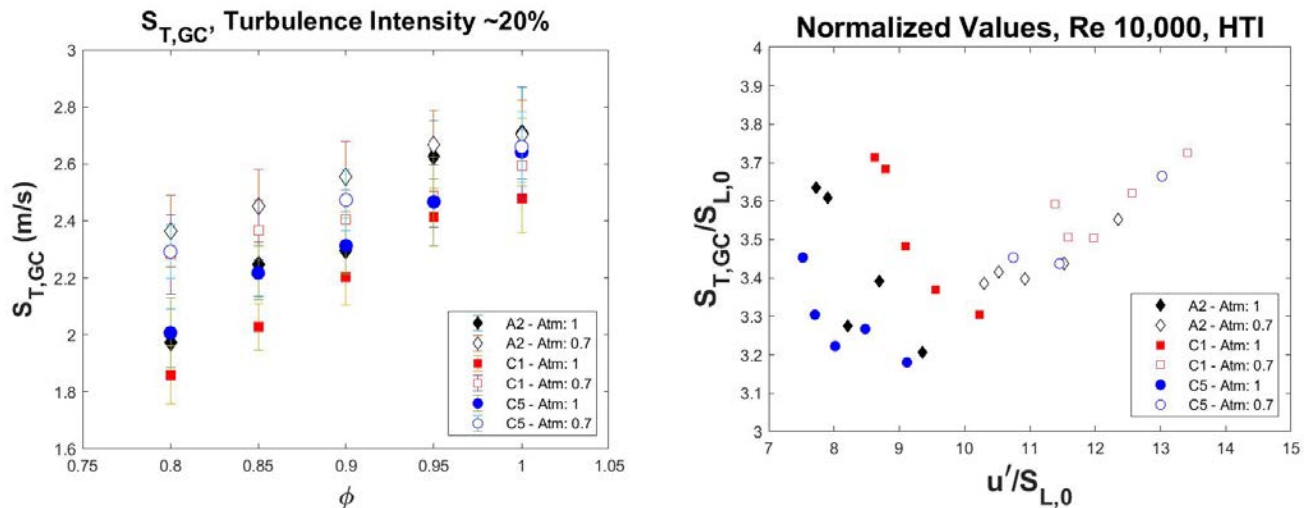 S_T,GC, Turbulence Intensity ~20%
S_T,GC (m/s)
3
2.8
2.6
2.4
2.2
2
1.8
1.6
0.75 0.8 0.85 0.9 0.95 1 1.05
ϕ
A2 - Atm: 1
A2 - Atm: 0.7
C1 - Atm: 1
C1 - Atm: 0.7
C5 - Atm: 1
C5 - Atm: 0.7
Normalized Values, Re 10,000, HTI
S_T,GC/S_L,0
4
3.9
3.8
3.7
3.6
3.5
3.4
3.3
3.2
3.1
3
7 8 9 10 11 12 13 14 15
u'/S_L,0
A2 - Atm: 1
A2 - Atm: 0.7
C1 - Atm: 1
C1 - Atm: 0.7
C5 - Atm: 1
C5 - Atm: 0.7